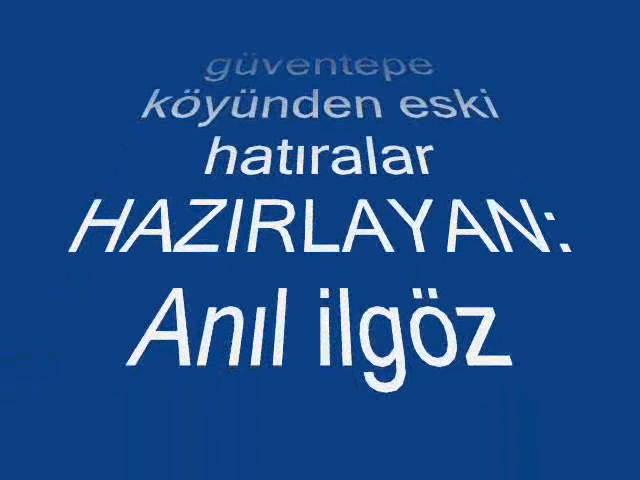 güventepe
köyünden eski
hatıralar
HAZIRLAYAN:.
Anıl ilgöz